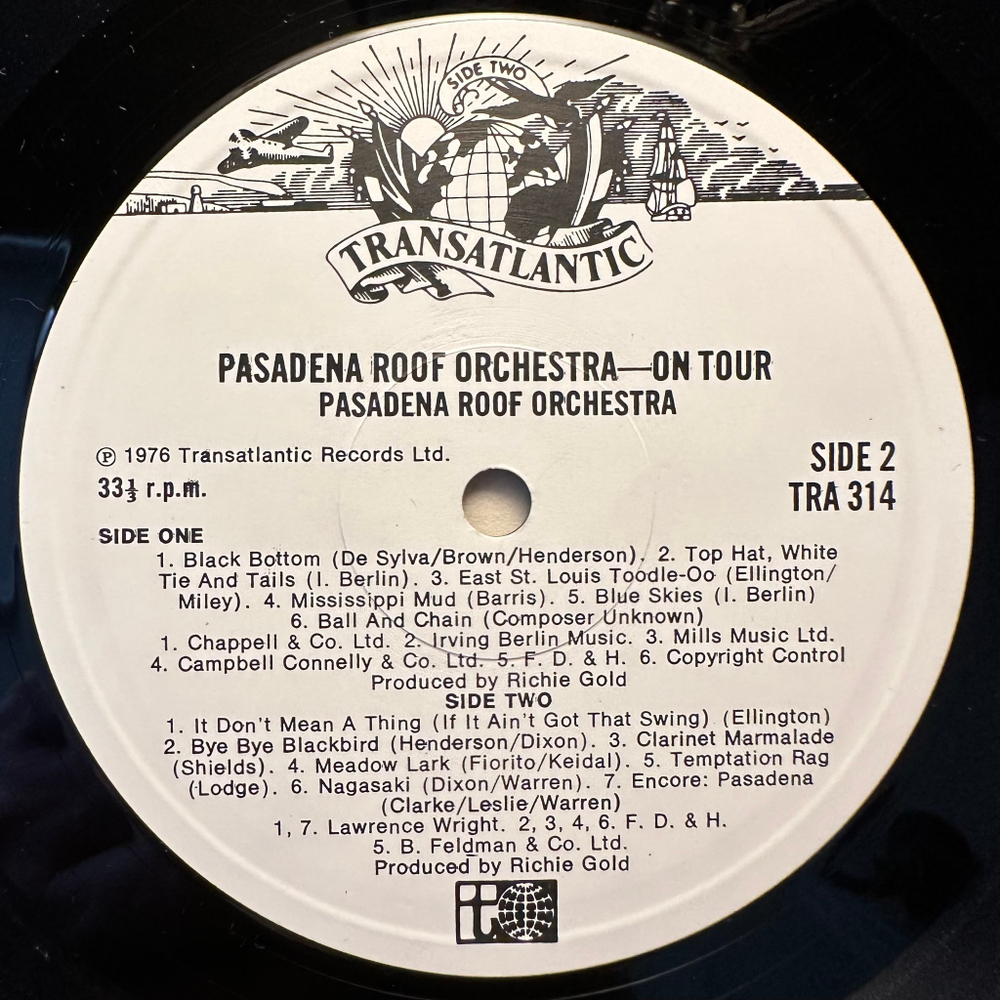 SIDE TWO
TRANSATLANTIC
PASADENA ROOF ORCHESTRA—ON TOUR
PASADENA ROOF ORCHESTRA
℗ 1976 Transatlantic Records Ltd.
33⅓ r.p.m.
SIDE 2
TRA 314
SIDE ONE
1. Black Bottom (De Sylva/Brown/Henderson). 2. Top Hat, White
Tie And Tails (I. Berlin). 3. East St. Louis Toodle-Oo (Ellington/
Miley). 4. Mississippi Mud (Barris). 5. Blue Skies (I. Berlin)
6. Ball And Chain (Composer Unknown)
1. Chappell & Co. Ltd. 2. Irving Berlin Music. 3. Mills Music Ltd.
4. Campbell Connelly & Co. Ltd. 5. F. D. & H. 6. Copyright Control
Produced by Richie Gold
SIDE TWO
1. It Don't Mean A Thing (If It Ain't Got That Swing) (Ellington)
2. Bye Bye Blackbird (Henderson/Dixon). 3. Clarinet Marmalade
(Shields). 4. Meadow Lark (Fiorito/Keidal). 5. Temptation Rag
(Lodge). 6. Nagasaki (Dixon/Warren). 7. Encore: Pasadena
(Clarke/Leslie/Warren)
1, 7. Lawrence Wright. 2, 3, 4, 6. F. D. & H.
5. B. Feldman & Co. Ltd.
Produced by Richie Gold
t